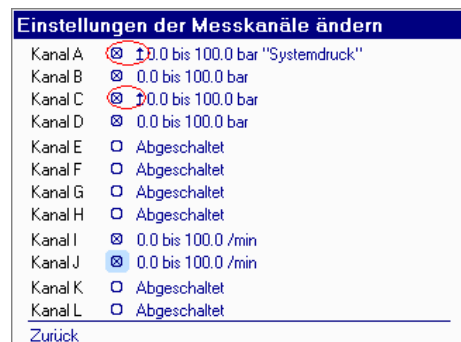 Einstellungen der Messkanäle ändern
Kanal A ⊗ ↥ 0.0 bis 100.0 bar "Systemdruck"
Kanal B ⊗ 0.0 bis 100.0 bar
Kanal C ⊗ ↥ 0.0 bis 100.0 bar
Kanal D ⊗ 0.0 bis 100.0 bar
Kanal E O Abgeschaltet
Kanal F O Abgeschaltet
Kanal G O Abgeschaltet
Kanal H O Abgeschaltet
Kanal I ⊗ 0.0 bis 100.0 /min
Kanal J ⊗ 0.0 bis 100.0 /min
Kanal K O Abgeschaltet
Kanal L O Abgeschaltet
Zurück